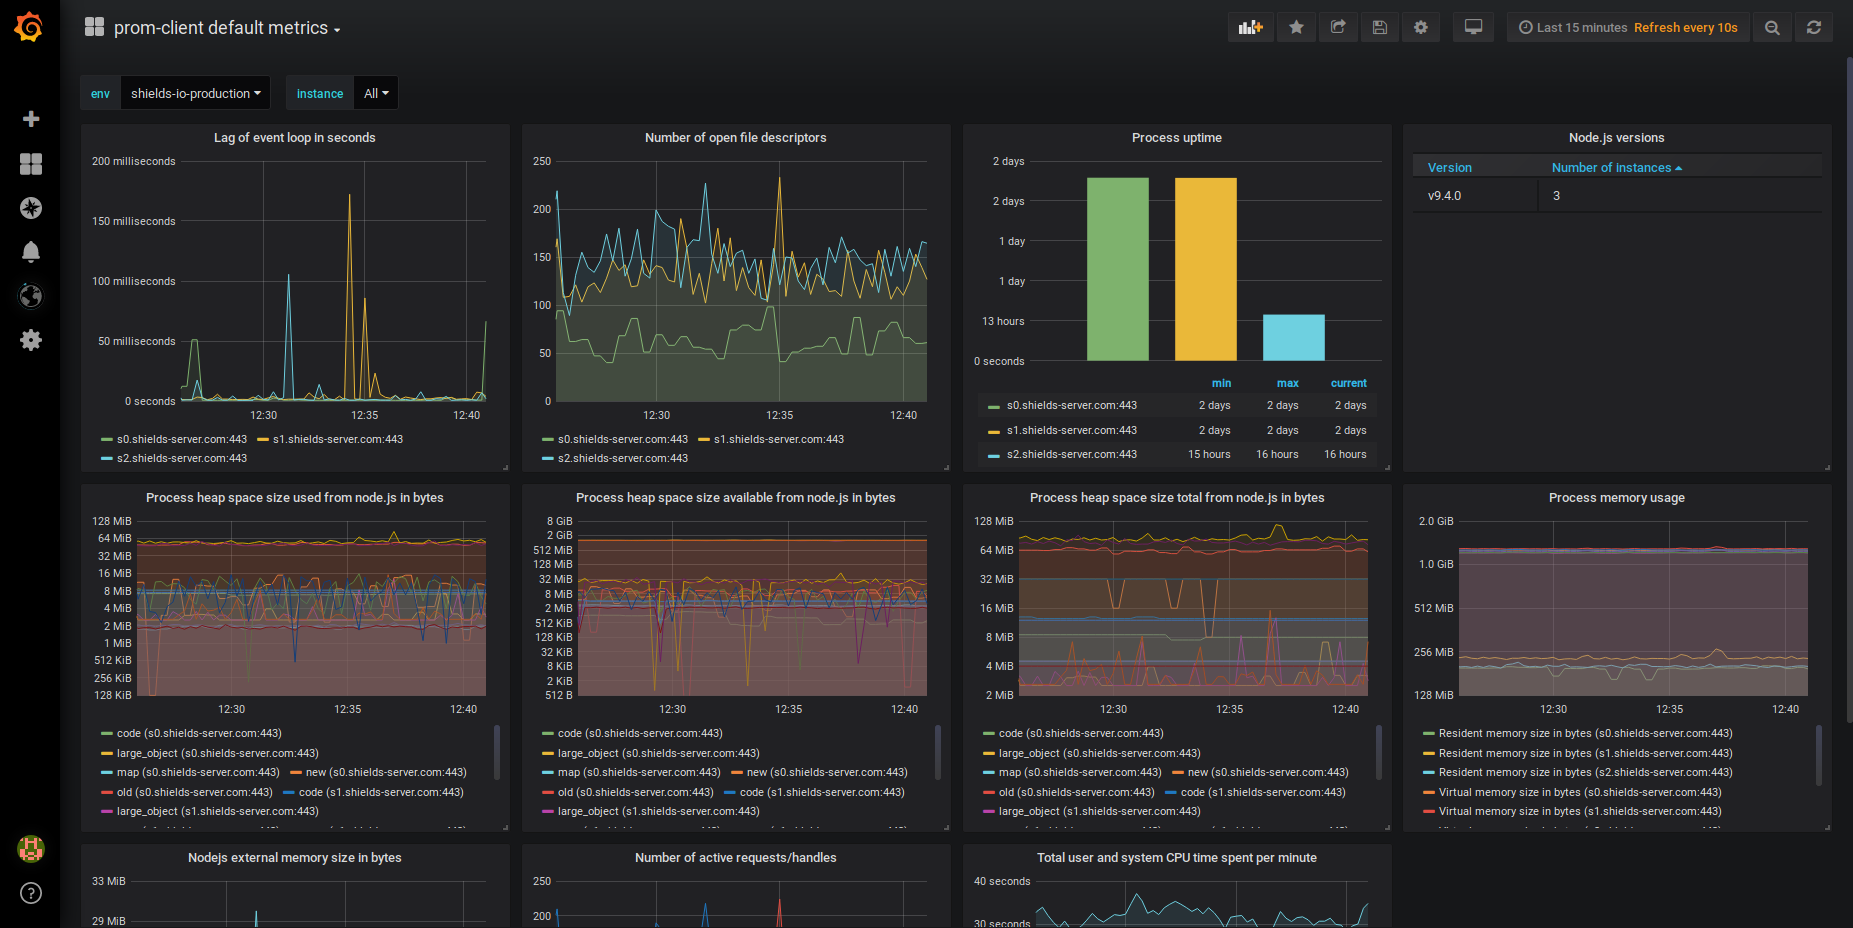 prom-client default metrics
Last 15 minutes Refresh every 10s
env shields-io-production instance All
Lag of event loop in seconds
200 milliseconds
150 milliseconds
100 milliseconds
50 milliseconds
0 seconds
12:30 12:35 12:40
s0.shields-server.com:443 s1.shields-server.com:443
s2.shields-server.com:443
Number of open file descriptors
250
200
150
100
50
0
12:30 12:35 12:40
s0.shields-server.com:443 s1.shields-server.com:443
s2.shields-server.com:443
Process uptime
2 days
2 days
1 day
1 day
13 hours
0 seconds
min max current
s0.shields-server.com:443 2 days 2 days 2 days
s1.shields-server.com:443 2 days 2 days 2 days
s2.shields-server.com:443 15 hours 16 hours 16 hours
Node.js versions
Version Number of instances
v9.4.0 3
Process heap space size used from node.js in bytes
128 MiB
64 MiB
32 MiB
16 MiB
8 MiB
4 MiB
2 MiB
1 MiB
512 KiB
256 KiB
128 KiB
12:30 12:35 12:40
code (s0.shields-server.com:443)
large_object (s0.shields-server.com:443)
map (s0.shields-server.com:443) new (s0.shields-server.com:443)
old (s0.shields-server.com:443) code (s1.shields-server.com:443)
large_object (s1.shields-server.com:443)
Process heap space size available from node.js in bytes
8 GiB
2 GiB
512 MiB
128 MiB
32 MiB
8 MiB
2 MiB
512 KiB
128 KiB
32 KiB
8 KiB
2 KiB
512 B
12:30 12:35 12:40
code (s0.shields-server.com:443)
large_object (s0.shields-server.com:443)
map (s0.shields-server.com:443) new (s0.shields-server.com:443)
old (s0.shields-server.com:443) code (s1.shields-server.com:443)
large_object (s1.shields-server.com:443)
Process heap space size total from node.js in bytes
128 MiB
64 MiB
32 MiB
16 MiB
8 MiB
4 MiB
2 MiB
12:30 12:35 12:40
code (s0.shields-server.com:443)
large_object (s0.shields-server.com:443)
map (s0.shields-server.com:443) new (s0.shields-server.com:443)
old (s0.shields-server.com:443) code (s1.shields-server.com:443)
large_object (s1.shields-server.com:443)
Process memory usage
2.0 GiB
1.0 GiB
512 MiB
256 MiB
128 MiB
12:30 12:35 12:40
Resident memory size in bytes (s0.shields-server.com:443)
Resident memory size in bytes (s1.shields-server.com:443)
Resident memory size in bytes (s2.shields-server.com:443)
Virtual memory size in bytes (s0.shields-server.com:443)
Virtual memory size in bytes (s1.shields-server.com:443)
Nodejs external memory size in bytes
33 MiB
29 MiB
Number of active requests/handles
250
200
Total user and system CPU time spent per minute
40 seconds
30 seconds